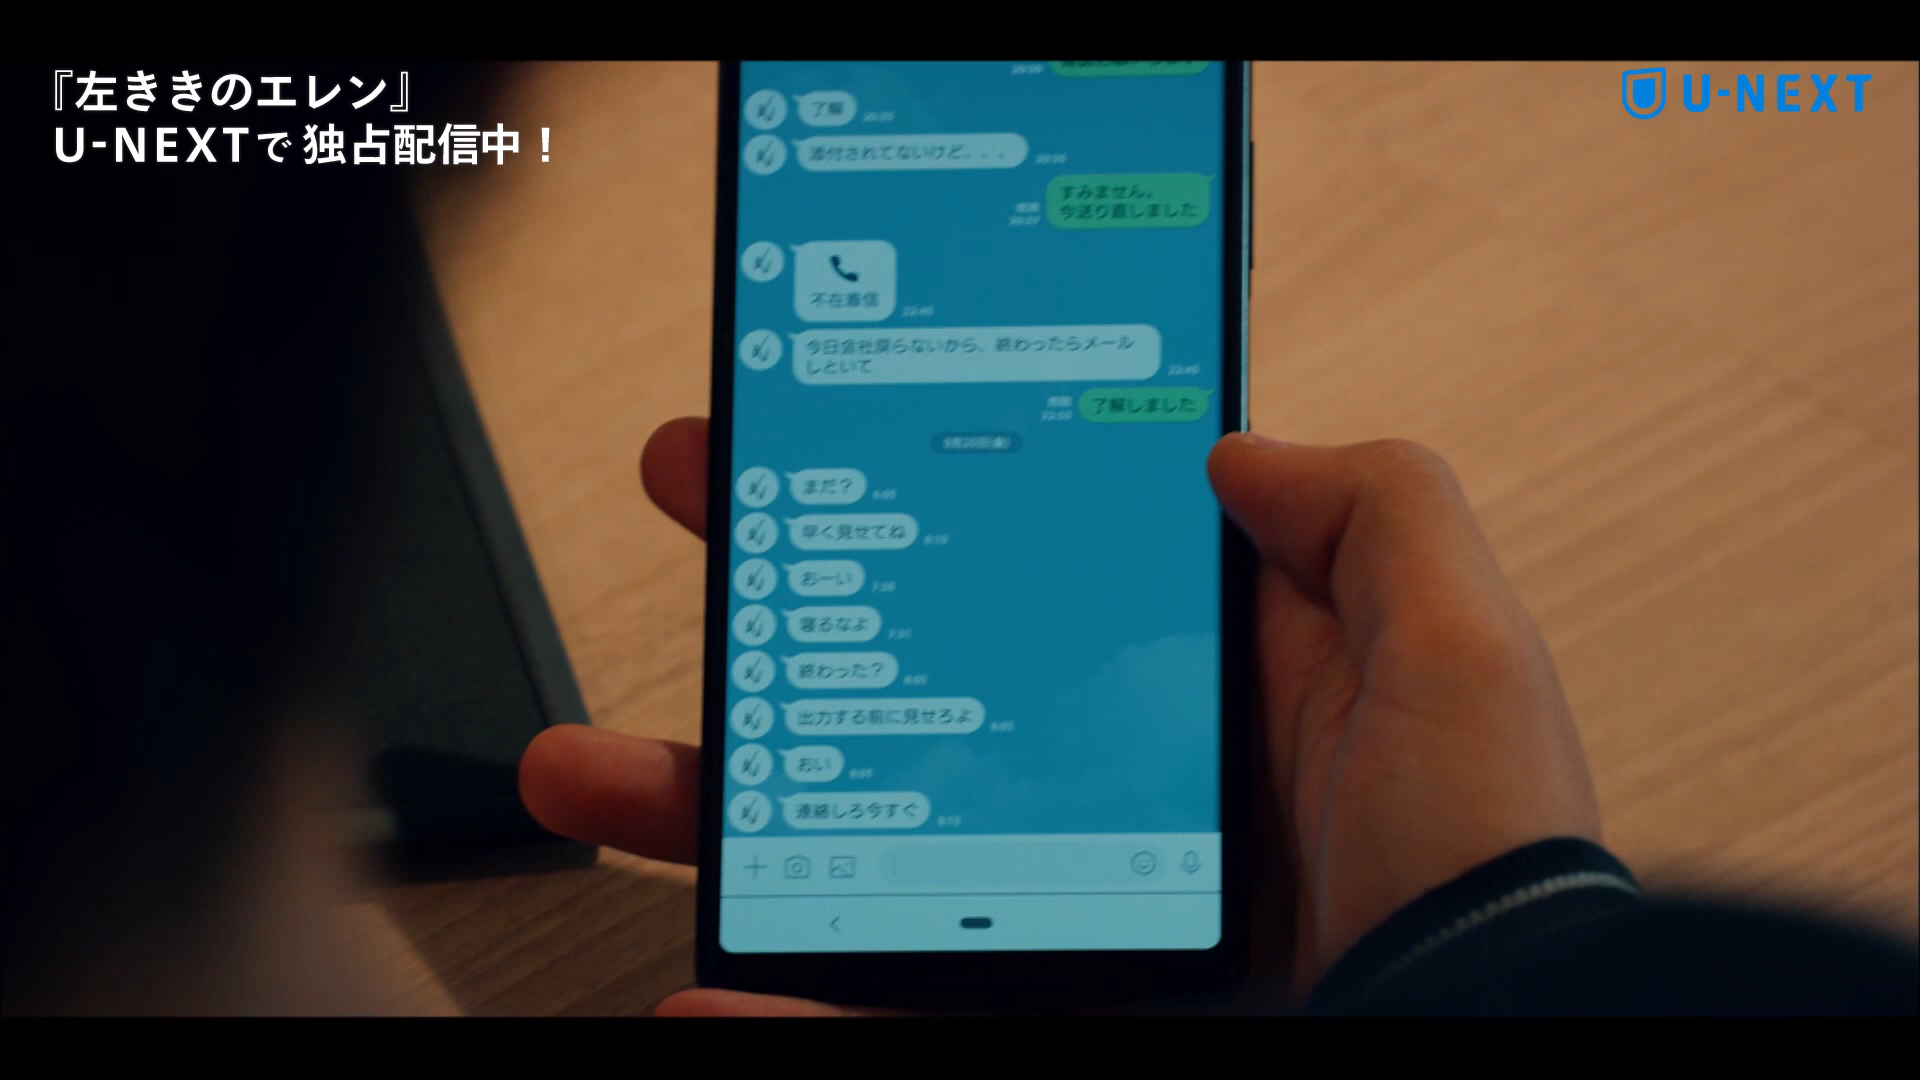 『左ききのエレン』
U-NEXTで独占配信中！
U-NEXT
了解
添付されてないけど．．．
すみません。
今送り直しました
不在着信
22:40
今日会社戻らないから、終わったらメール
しといて
22:40
了解しました
まだ？
早く見せてね
おーい
寝るなよ
終わった？
出力する前に見せろよ
おい
連絡しろ今すぐ